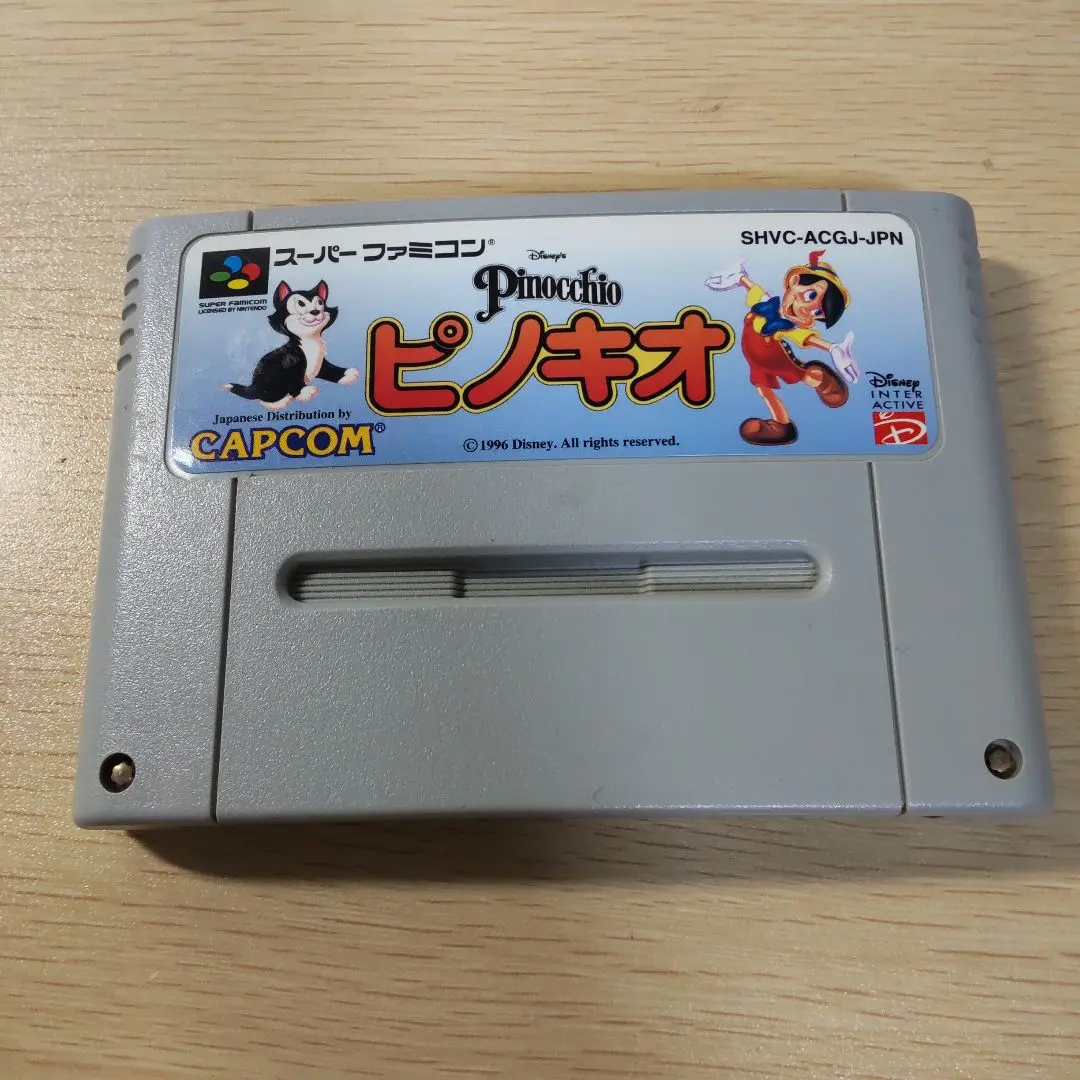 スーパーファミコン®
SUPER FAMICOM
LICENSED BY NINTENDO
Disney's
Pinocchio
ピノキオ
SHVC-ACGJ-JPN
Japanese Distribution by
CAPCOM®
©1996 Disney. All rights reserved.
Disney
INTER
ACTIVE
D